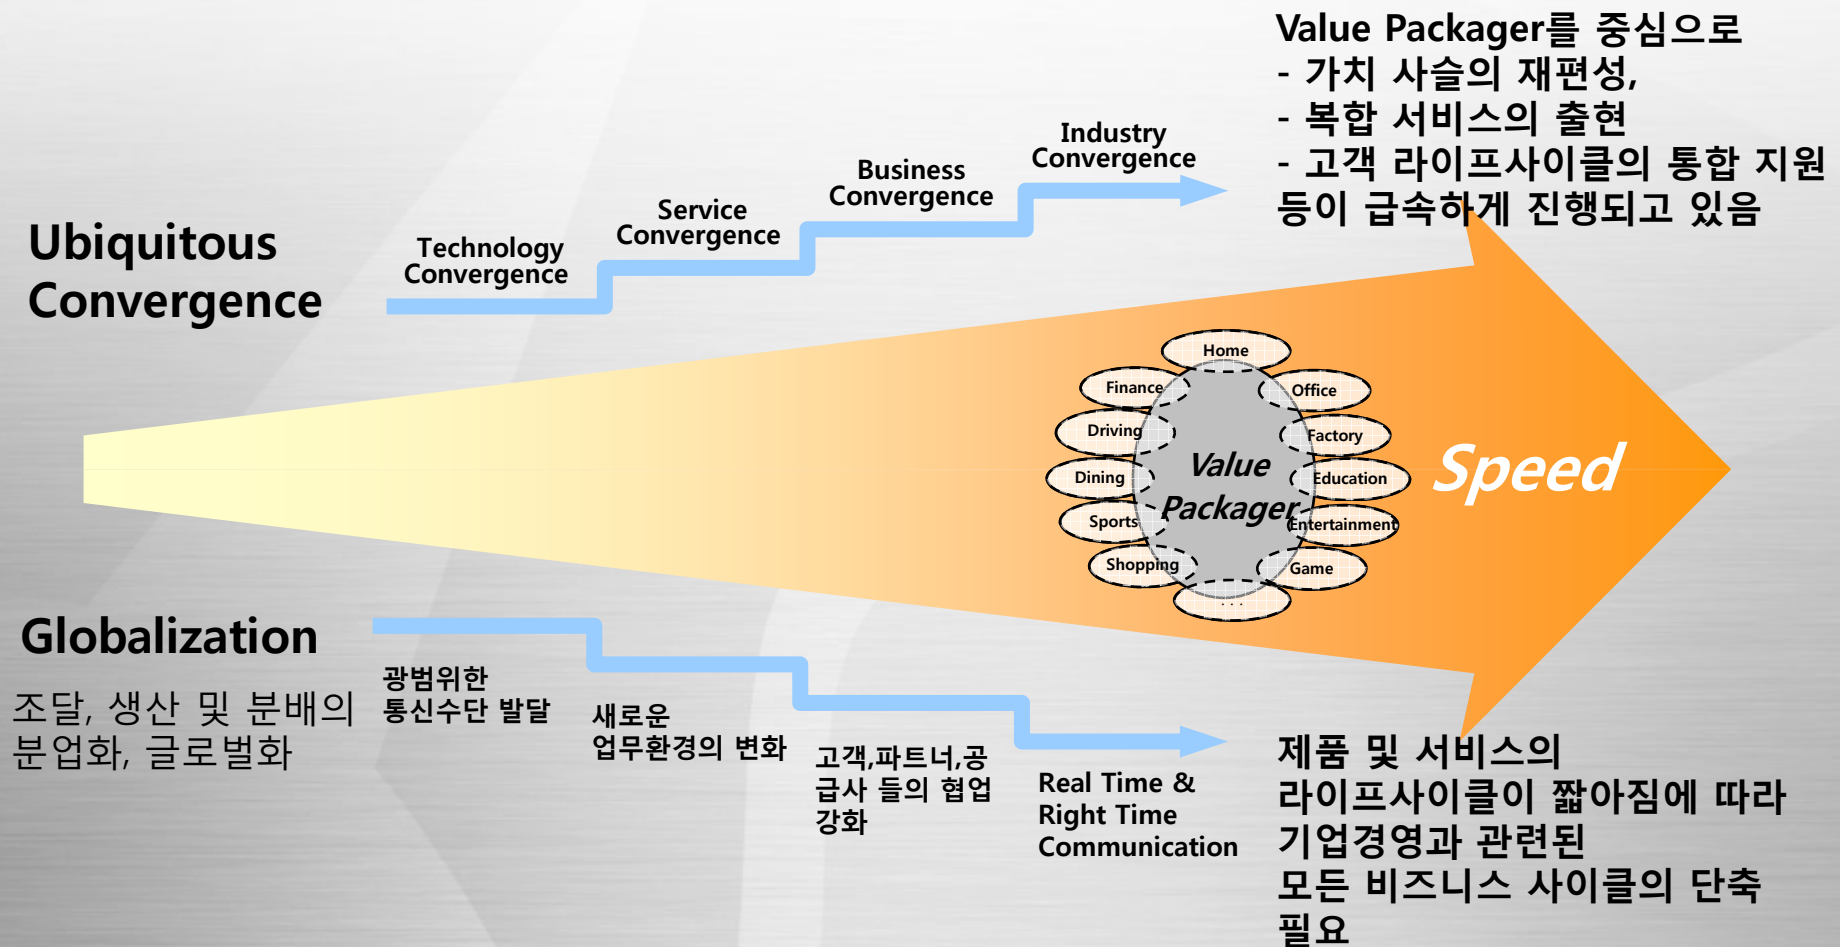 Value Packager를 중심으로
- 가치 사슬의 재편성,
- 복합 서비스의 출현
- 고객 라이프사이클의 통합 지원
등이 급속하게 진행되고 있음
Ubiquitous
Convergence
Technology
Convergence
Service
Convergence
Business
Convergence
Industry
Convergence
Home
Finance
Office
Driving
Factory
Dining
Education
Sports
Entertainment
Shopping
Game
. . .
Value
Packager
Speed
Globalization
조달, 생산 및 분배의
분업화, 글로벌화
광범위한
통신수단 발달
새로운
업무환경의 변화
고객,파트너,공
급사 들의 협업
강화
Real Time &
Right Time
Communication
제품 및 서비스의
라이프사이클이 짧아짐에 따라
기업경영과 관련된
모든 비즈니스 사이클의 단축
필요